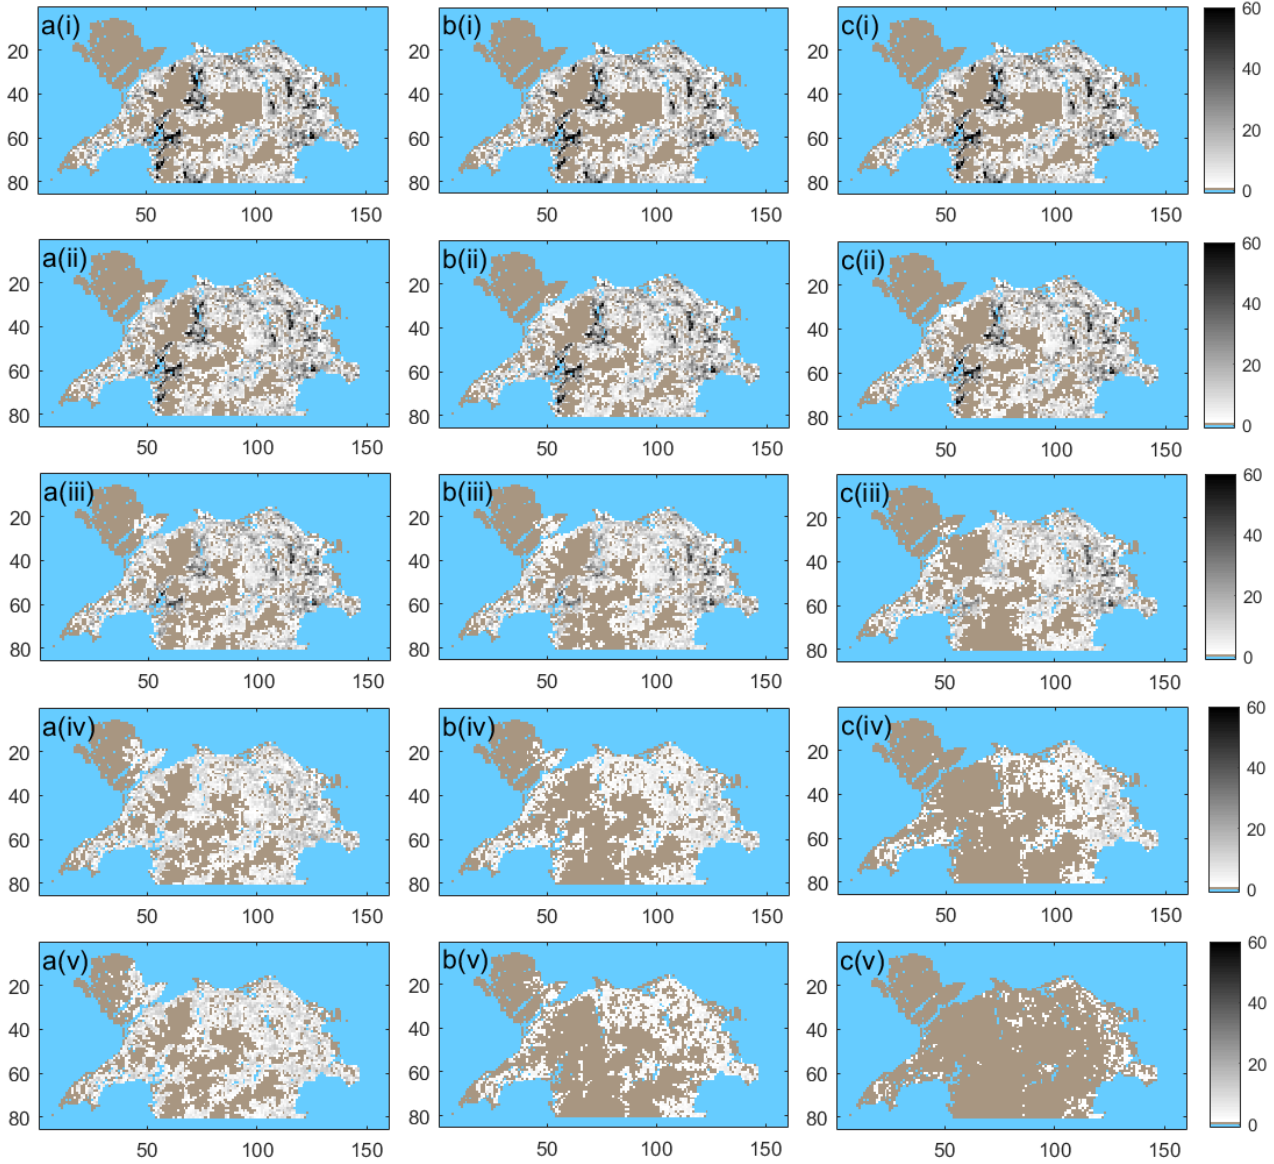 a(i) b(i) c(i) 60
20 20 20
40 40 40 40
60 60 60 20
80 80 80 0
50 100 150 50 100 150 50 100 150
a(ii) b(ii) c(ii) 60
20 20 20
40 40 40 40
60 60 60 20
80 80 80 0
50 100 150 50 100 150 50 100 150
a(iii) b(iii) c(iii) 60
20 20 20
40 40 40 40
60 60 60 20
80 80 80 0
50 100 150 50 100 150 50 100 150
a(iv) b(iv) c(iv) 60
20 20 20
40 40 40 40
60 60 60 20
80 80 80 0
50 100 150 50 100 150 50 100 150
a(v) b(v) c(v) 60
20 20 20
40 40 40 40
60 60 60 20
80 80 80 0
50 100 150 50 100 150 50 100 150